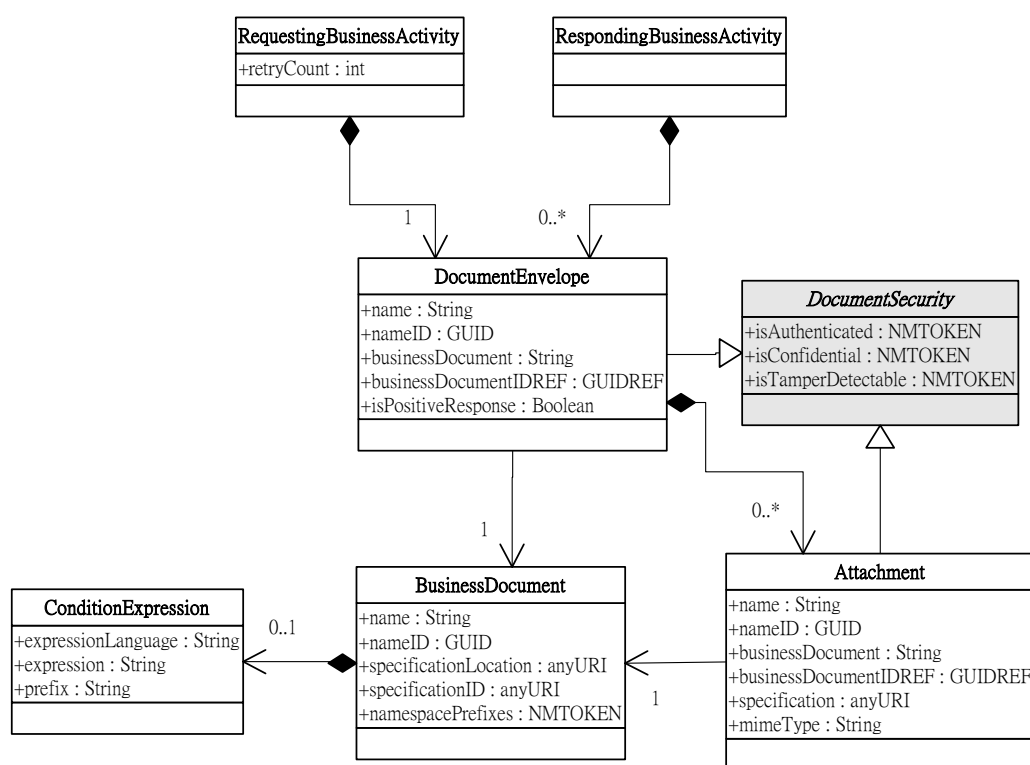 RequestingBusinessActivity
+retryCount : int
RespondingBusinessActivity
1
0..*
DocumentEnvelope
+name : String
+nameID : GUID
+businessDocument : String
+businessDocumentIDREF : GUIDREF
+isPositiveResponse : Boolean
DocumentSecurity
+isAuthenticated : NMTOKEN
+isConfidential : NMTOKEN
+isTamperDetectable : NMTOKEN
0..*
1
ConditionExpression
+expressionLanguage : String
+expression : String
+prefix : String
0..1
BusinessDocument
+name : String
+nameID : GUID
+specificationLocation : anyURI
+specificationID : anyURI
+namespacePrefixes : NMTOKEN
1
Attachment
+name : String
+nameID : GUID
+businessDocument : String
+businessDocumentIDREF : GUIDREF
+specification : anyURI
+mimeType : String